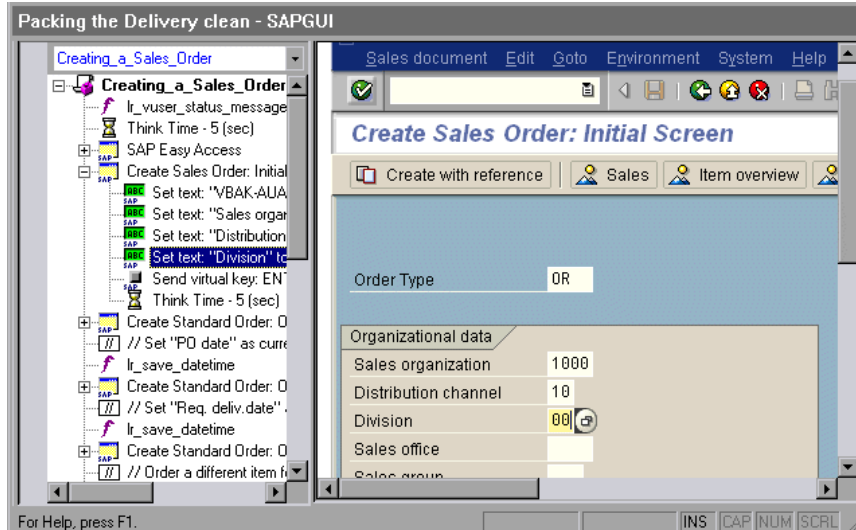 Packing the Delivery clean - SAPGUI
Creating_a_Sales_Order
Creating_a_Sales_Order
lr_vuser_status_message
Think Time - 5 (sec)
SAP Easy Access
Create Sales Order: Initial
Set text: "VBAK-AUA
Set text: "Sales organ
Set text: "Distribution
Set text: "Division" to
Send virtual key: ENT
Think Time - 5 (sec)
Create Standard Order: O
// Set "PO date" as curre
lr_save_datetime
Create Standard Order: O
// Set "Req. deliv.date"
lr_save_datetime
Create Standard Order: O
// Order a different item
Sales document Edit Goto Environment System Help
Create Sales Order: Initial Screen
Create with reference Sales Item overview
Order Type OR
Organizational data
Sales organization 1000
Distribution channel 10
Division 00
Sales office
Sales group
For Help, press F1.
INS CAP NUM SCRL